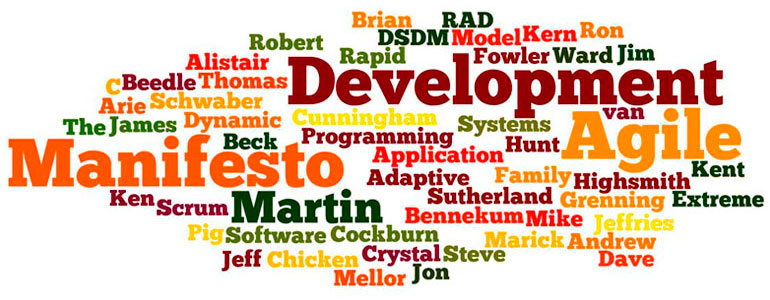 Brian RAD
Robert DSDM Model Kern Ron
Alistair Rapid Fowler Ward Jim
C Beedle Thomas Development
Arie Schwaber van
The James Dynamic Cunningham Systems Agile
Beck Programming Hunt
Manifesto Application Kent
Adaptive Family Highsmith
Ken Scrum Martin Sutherland Grenning Extreme
Bennekum Mike Jeffries
Pig Software Cockburn Marick Andrew
Jeff Chicken Crystal Steve Dave
Mellor Jon